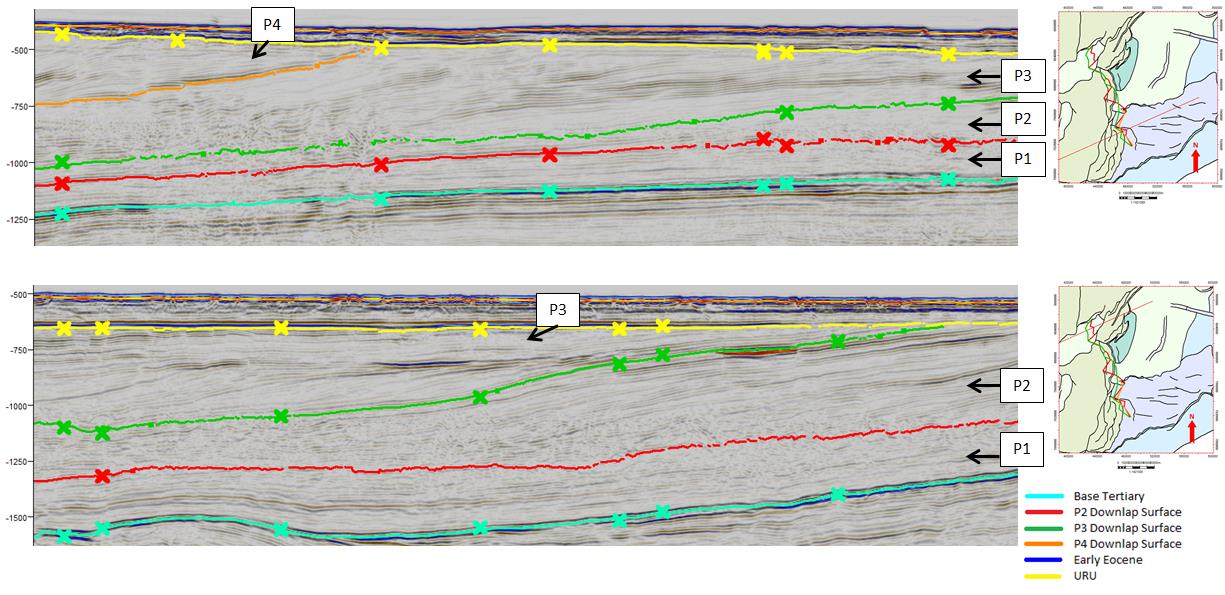 P4
-500
P3
-750
P2
-1000
P1
-1250
N
-500
P3
-750
P2
-1000
P1
-1250
-1500
N
Base Tertiary
P2 Downlap Surface
P3 Downlap Surface
P4 Downlap Surface
Early Eocene
URU